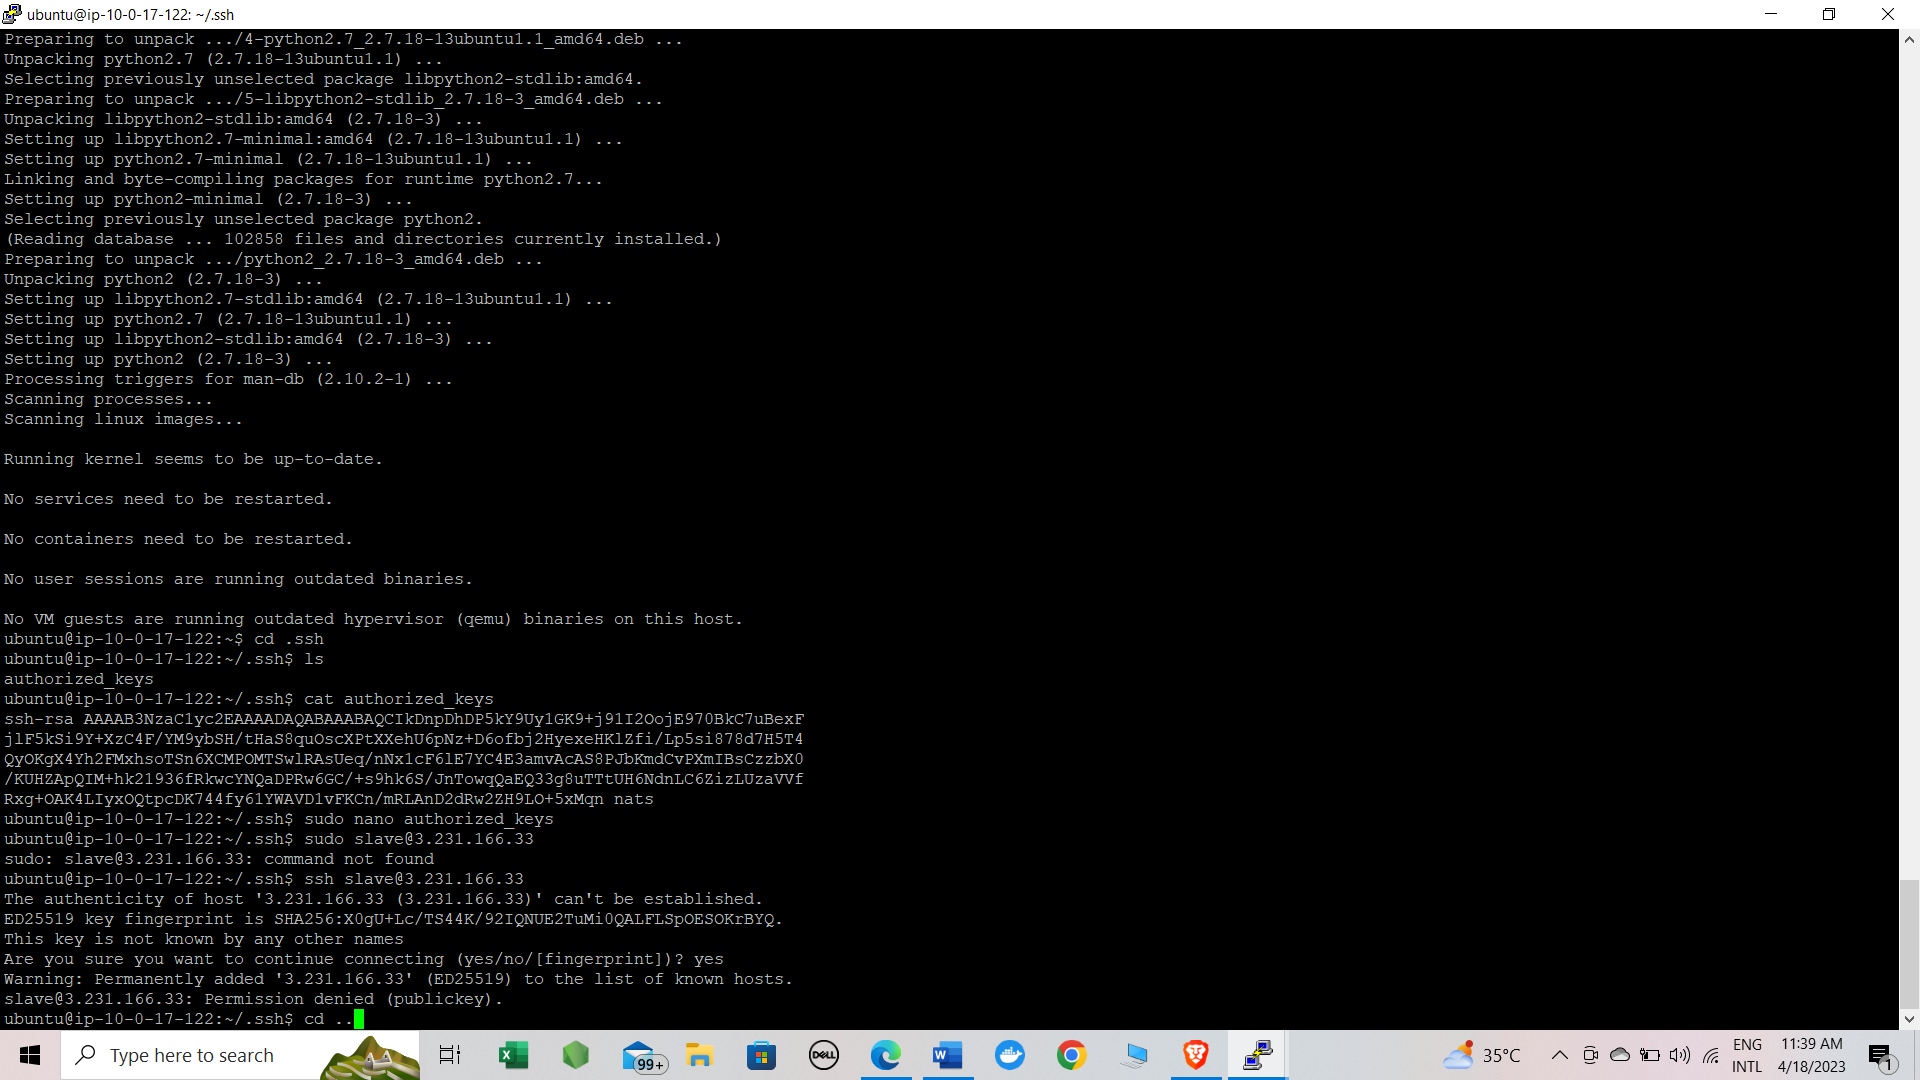 ubuntu@ip-10-0-17-122: ~/.ssh
Preparing to unpack .../4-python2.7_2.7.18-13ubuntu1.1_amd64.deb ...
Unpacking python2.7 (2.7.18-13ubuntu1.1) ...
Selecting previously unselected package libpython2-stdlib:amd64.
Preparing to unpack .../5-libpython2-stdlib_2.7.18-3_amd64.deb ...
Unpacking libpython2-stdlib:amd64 (2.7.18-3) ...
Setting up libpython2.7-minimal:amd64 (2.7.18-13ubuntu1.1) ...
Setting up python2.7-minimal (2.7.18-13ubuntu1.1) ...
Linking and byte-compiling packages for runtime python2.7...
Setting up python2-minimal (2.7.18-3) ...
Selecting previously unselected package python2.
(Reading database ... 102858 files and directories currently installed.)
Preparing to unpack .../python2_2.7.18-3_amd64.deb ...
Unpacking python2 (2.7.18-3) ...
Setting up libpython2.7-stdlib:amd64 (2.7.18-13ubuntu1.1) ...
Setting up python2.7 (2.7.18-13ubuntu1.1) ...
Setting up libpython2-stdlib:amd64 (2.7.18-3) ...
Setting up python2 (2.7.18-3) ...
Processing triggers for man-db (2.10.2-1) ...
Scanning processes...
Scanning linux images...
Running kernel seems to be up-to-date.
No services need to be restarted.
No containers need to be restarted.
No user sessions are running outdated binaries.
No VM guests are running outdated hypervisor (qemu) binaries on this host.
ubuntu@ip-10-0-17-122:~$ cd .ssh
ubuntu@ip-10-0-17-122:~/.ssh$ ls
authorized_keys
ubuntu@ip-10-0-17-122:~/.ssh$ cat authorized_keys
ssh-rsa AAAAB3NzaC1yc2EAAAADAQABAAABAQCIkDnpDhDP5kY9Uy1GK9+j91I2OojE970BkC7uBexF
jlF5kSi9Y+XzC4F/YM9ybSH/tHaS8quOscXPtXXehU6pNz+D6ofbj2HyexeHKlZfi/Lp5si878d7H5T4
QyOKgX4Yh2FMxhsoTSn6XCMPOMTSwlRAsUeq/nNx1cF6lE7YC4E3amvAcAS8PJbKmdCvPXmIBsCzzbX0
/KUHZApQIM+hk21936fRkwcYNQaDPRw6GC/+s9hk6S/JnTowqQaEQ33g8uTTtUH6NdnLC6ZizLUzaVVf
Rxg+OAK4LIyxOQtpcDK744fy61YWAVD1vFKCn/mRLAnD2dRw2ZH9LO+5xMqn nats
ubuntu@ip-10-0-17-122:~/.ssh$ sudo nano authorized_keys
ubuntu@ip-10-0-17-122:~/.ssh$ sudo slave@3.231.166.33
sudo: slave@3.231.166.33: command not found
ubuntu@ip-10-0-17-122:~/.ssh$ ssh slave@3.231.166.33
The authenticity of host '3.231.166.33 (3.231.166.33)' can't be established.
ED25519 key fingerprint is SHA256:X0gU+Lc/TS44K/92IQNUE2TuMi0QALFLSpOESOKrBYQ.
This key is not known by any other names
Are you sure you want to continue connecting (yes/no/[fingerprint])? yes
Warning: Permanently added '3.231.166.33' (ED25519) to the list of known hosts.
slave@3.231.166.33: Permission denied (publickey).
ubuntu@ip-10-0-17-122:~/.ssh$ cd ..
Type here to search
99+
DELL
35°C
ENG
INTL
11:39 AM
4/18/2023
1